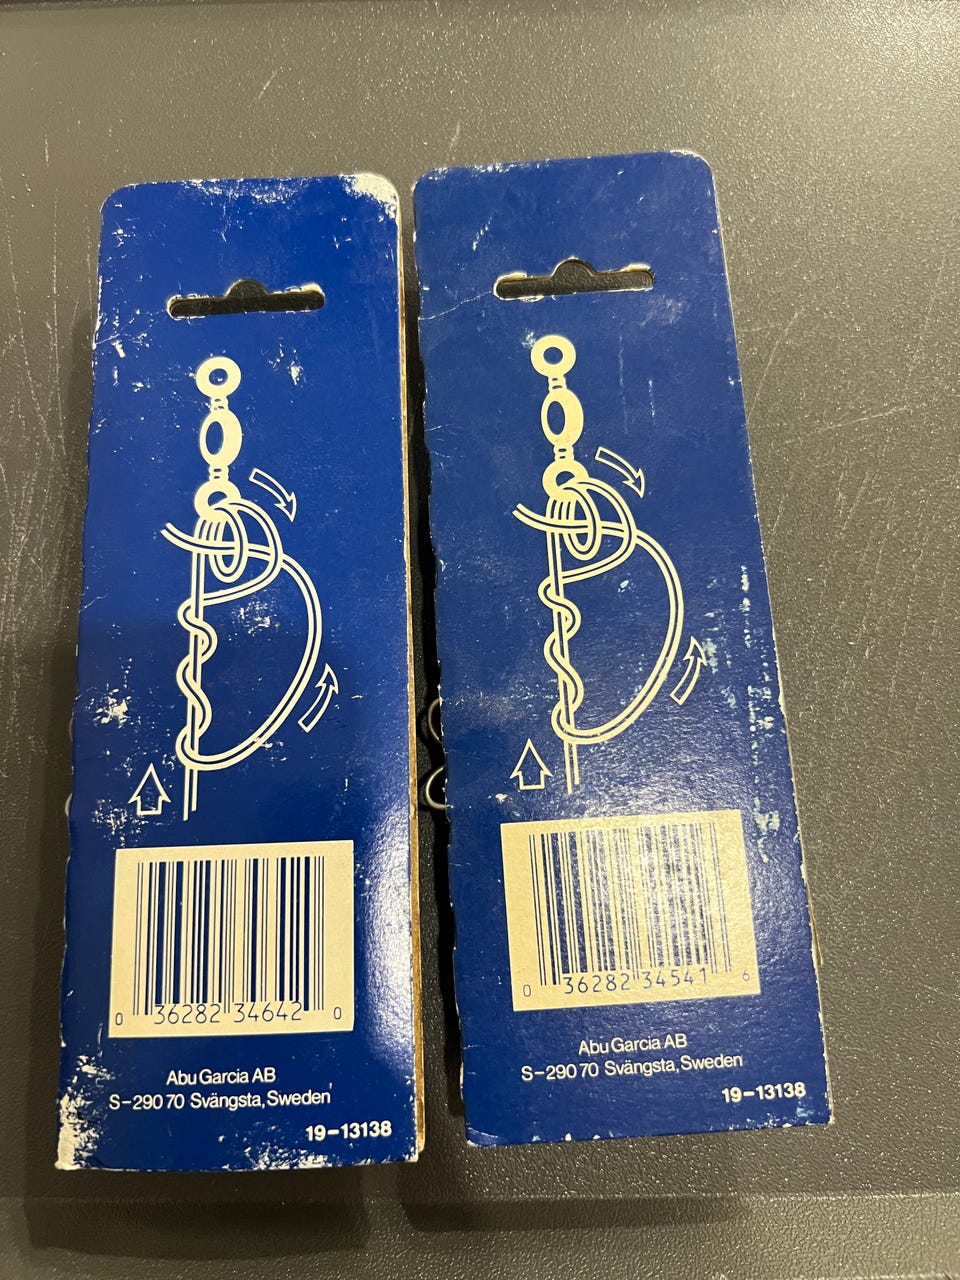 0 36282 34642 0
Abu Garcia AB
S-290 70 Svängsta, Sweden
19-13138
0 36282 34541 6
Abu Garcia AB
S-290 70 Svängsta, Sweden
19-13138